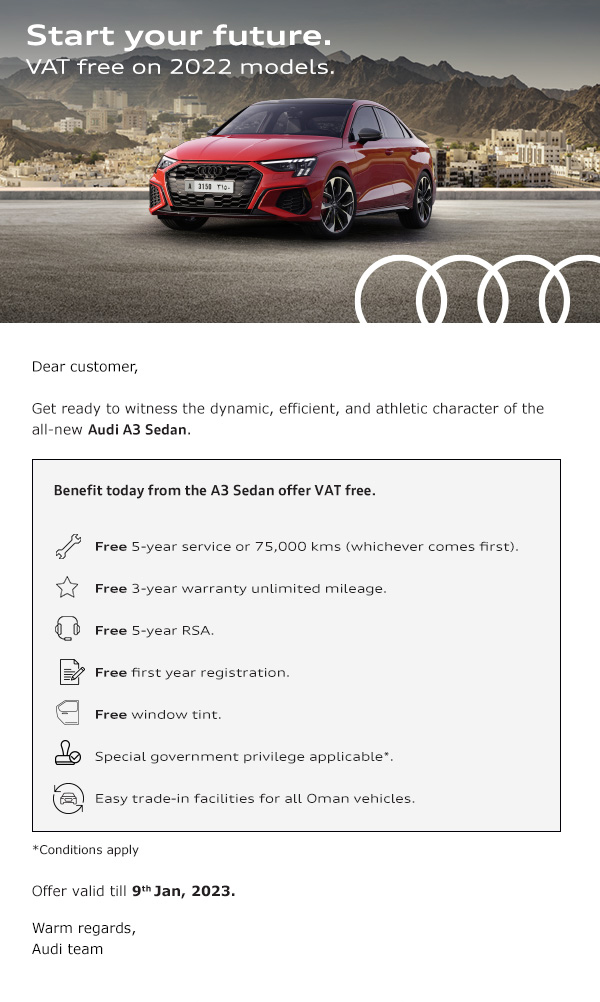 Start your future.
VAT free on 2022 models.
A 3150 ٣١٥٠
Dear customer,
Get ready to witness the dynamic, efficient, and athletic character of the
all-new Audi A3 Sedan.
Benefit today from the A3 Sedan offer VAT free.
Free 5-year service or 75,000 kms (whichever comes first).
Free 3-year warranty unlimited mileage.
Free 5-year RSA.
Free first year registration.
Free window tint.
Special government privilege applicable*.
Easy trade-in facilities for all Oman vehicles.
*Conditions apply
Offer valid till 9th Jan, 2023.
Warm regards,
Audi team